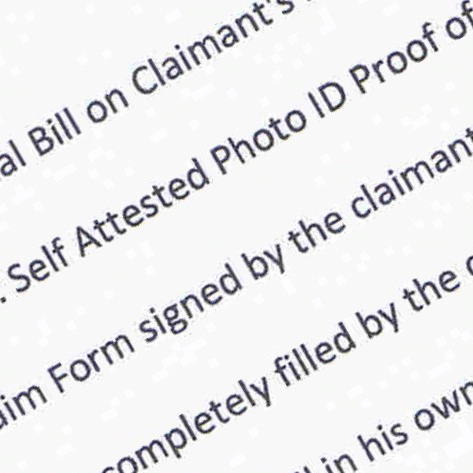 al Bill on Claimant's
. Self Attested Photo ID Proof of
aim Form signed by the claimant
completely filled by the
in his own